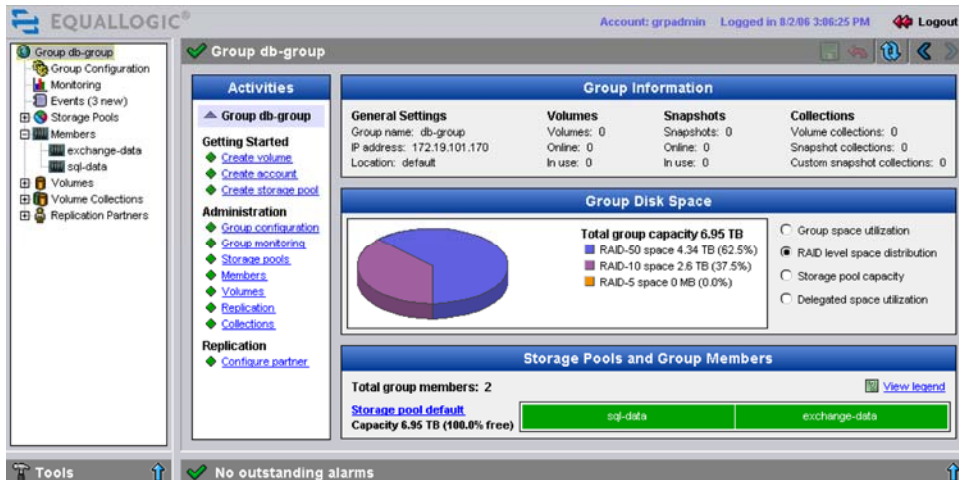 EQUALLOGIC®
Account: grpadmin Logged in 8/2/06 3:06:25 PM Logout
Group db-group
Group Configuration
Monitoring
Events (3 new)
Storage Pools
Members
exchange-data
sql-data
Volumes
Volume Collections
Replication Partners
Tools
Group db-group
Activities
Group db-group
Getting Started
Create volume
Create account
Create storage pool
Administration
Group configuration
Group monitoring
Storage pools
Members
Volumes
Replication
Collections
Replication
Configure partner
Group Information
General Settings
Group name: db-group
IP address: 172.19.101.170
Location: default
Volumes
Volumes: 0
Online: 0
In use: 0
Snapshots
Snapshots: 0
Online: 0
In use: 0
Collections
Volume collections: 0
Snapshot collections: 0
Custom snapshot collections: 0
Group Disk Space
Total group capacity 6.95 TB
RAID-50 space 4.34 TB (62.5%)
RAID-10 space 2.6 TB (37.5%)
RAID-5 space 0 MB (0.0%)
Group space utilization
RAID level space distribution
Storage pool capacity
Delegated space utilization
Storage Pools and Group Members
Total group members: 2
View legend
Storage pool default
Capacity 6.95 TB (100.0% free)
sql-data
exchange-data
No outstanding alarms